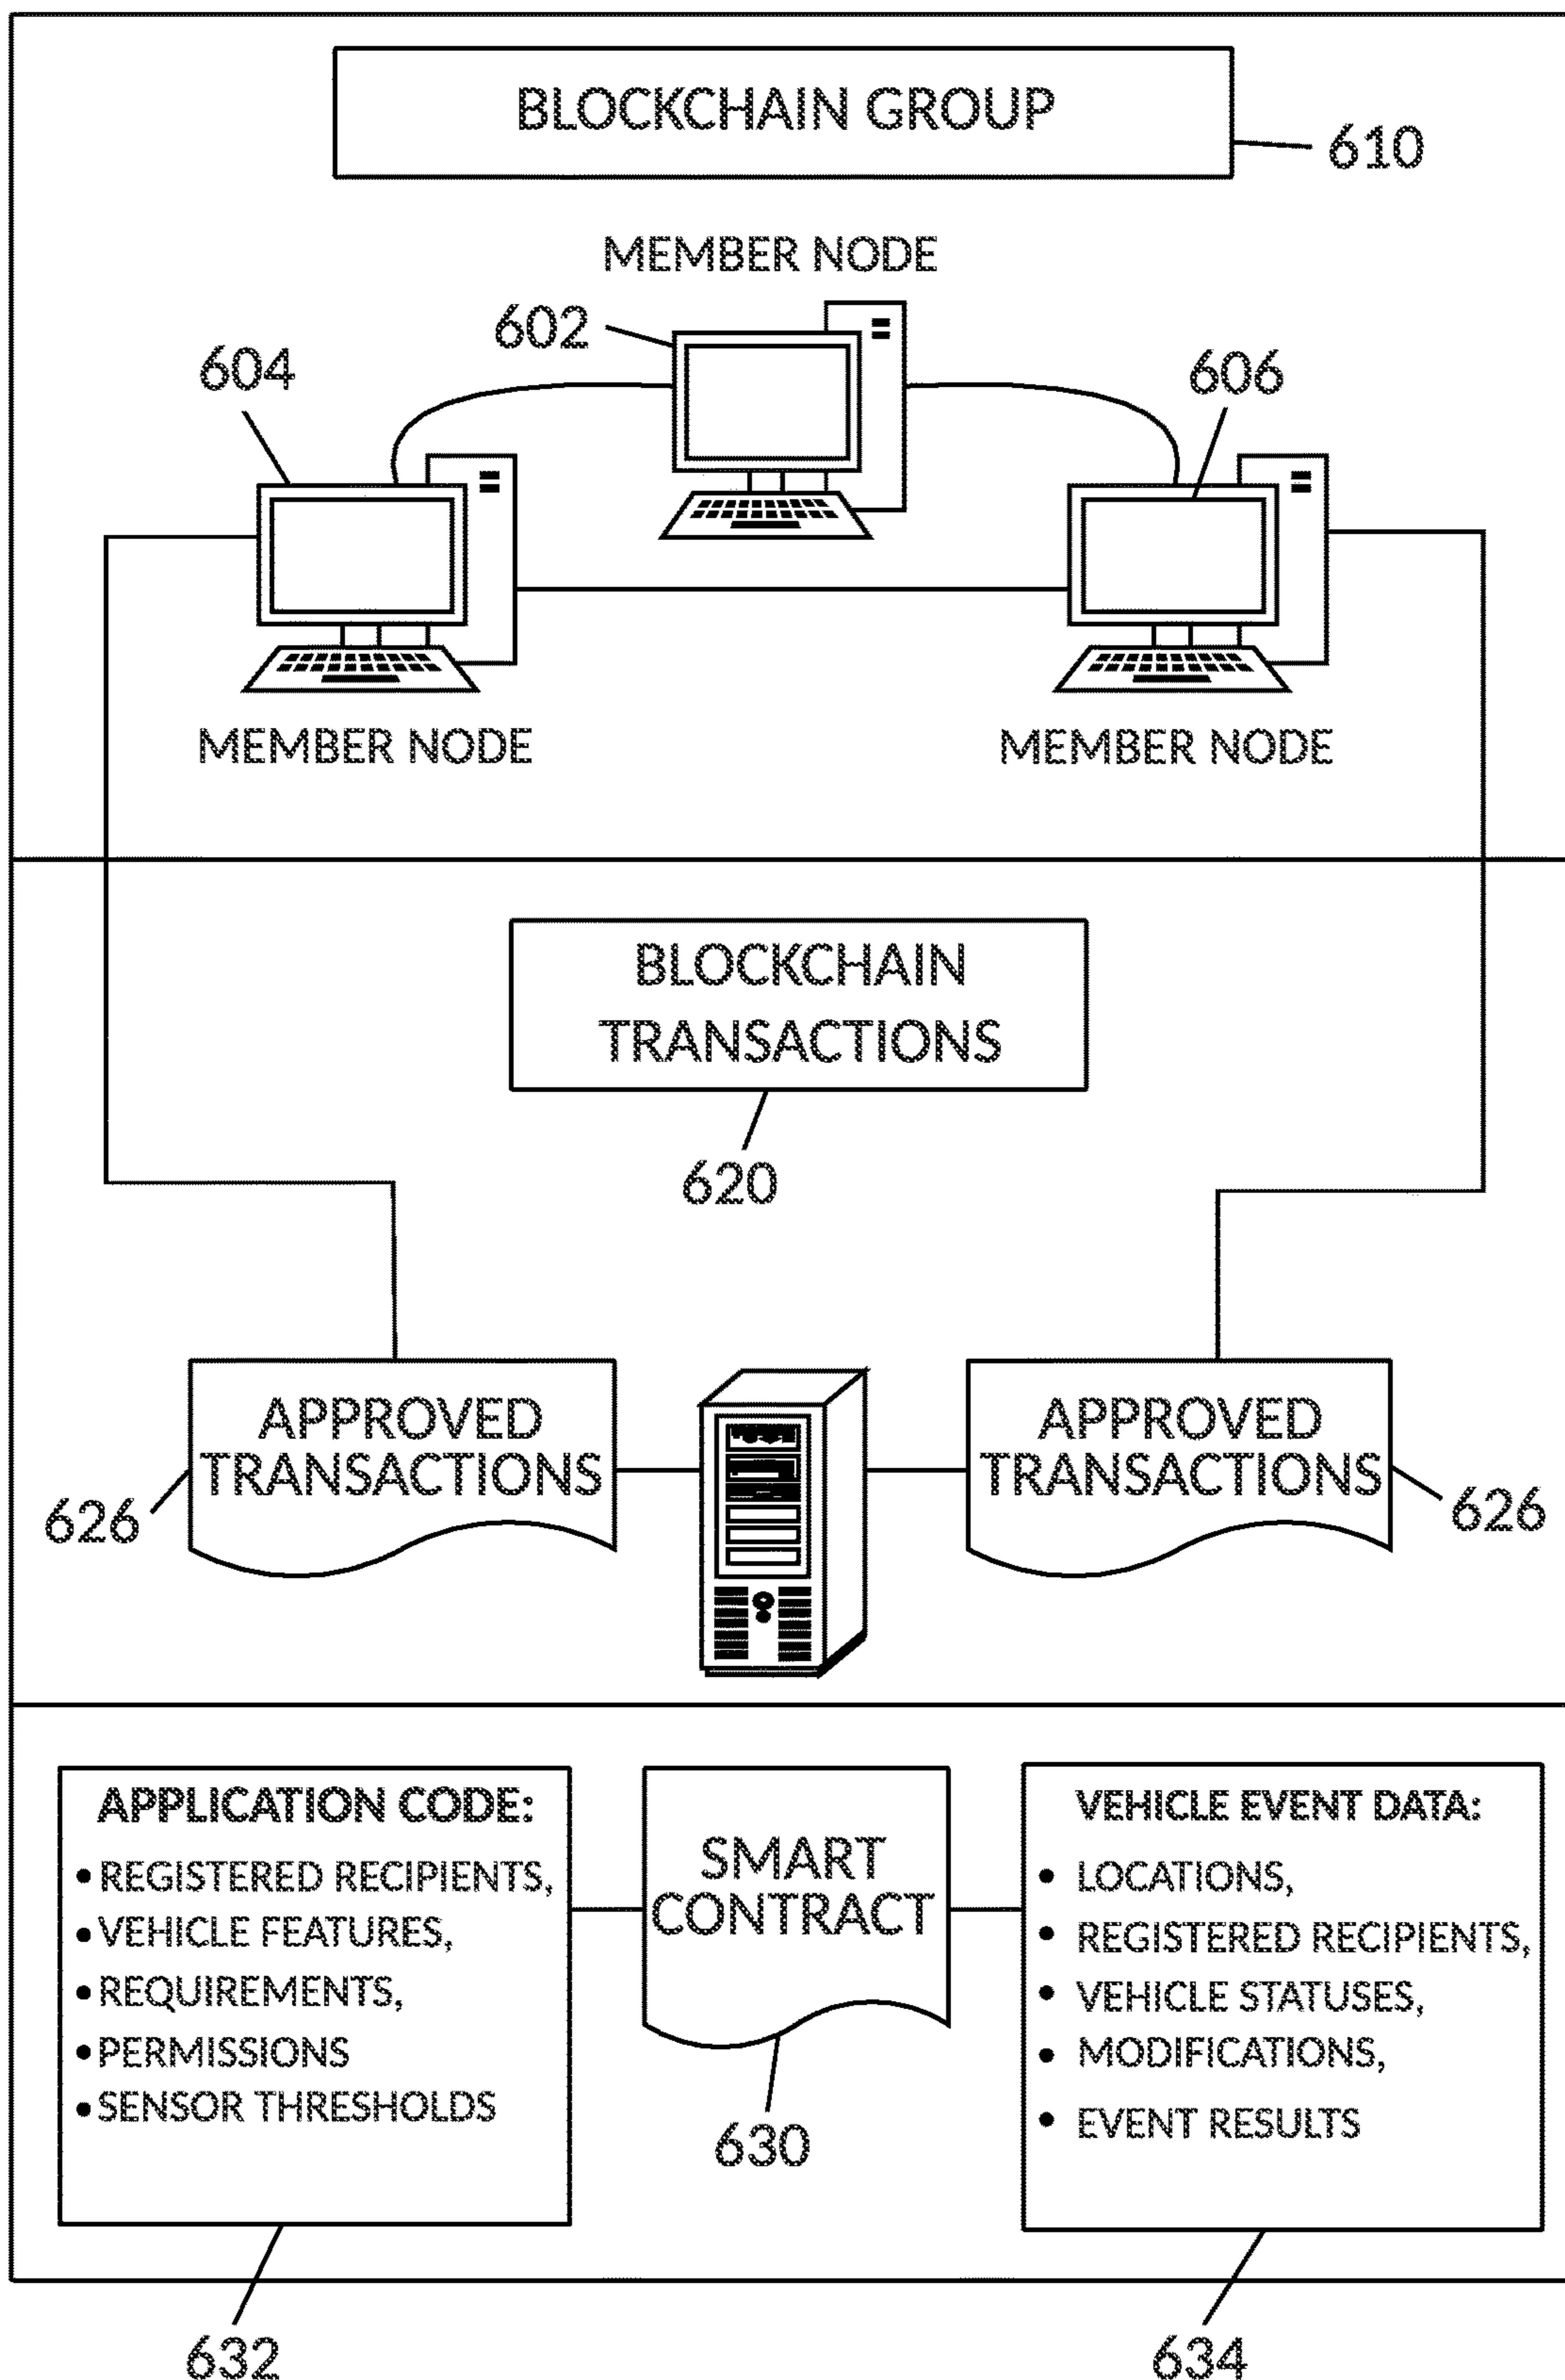 BLOCKCHAIN GROUP
610
MEMBER NODE
602
604
606
MEMBER NODE
MEMBER NODE
BLOCKCHAIN
TRANSACTIONS
620
APPROVED
TRANSACTIONS
626
APPROVED
TRANSACTIONS
626
APPLICATION CODE:
• REGISTERED RECIPIENTS,
• VEHICLE FEATURES,
• REQUIREMENTS,
• PERMISSIONS
• SENSOR THRESHOLDS
632
SMART
CONTRACT
630
VEHICLE EVENT DATA:
• LOCATIONS,
• REGISTERED RECIPIENTS,
• VEHICLE STATUSES,
• MODIFICATIONS,
• EVENT RESULTS
634